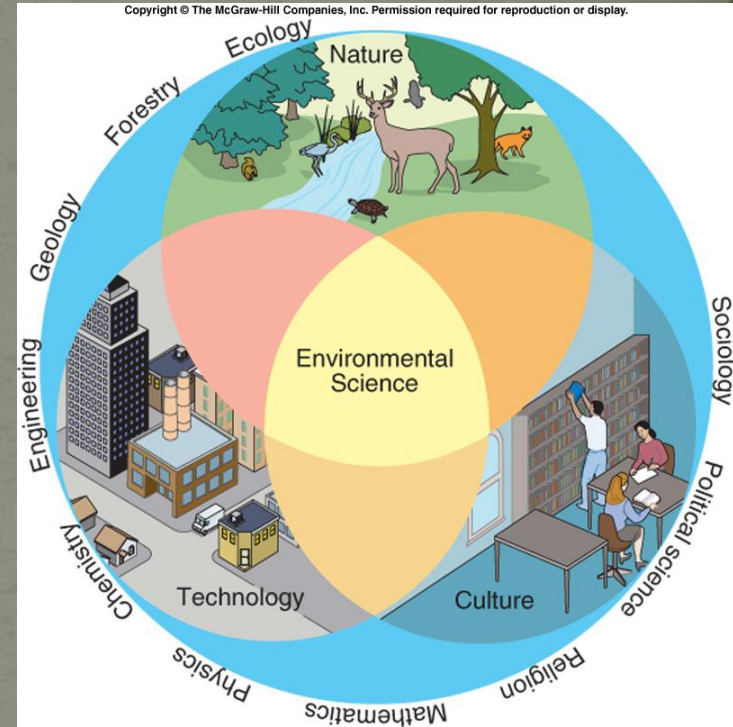 Copyright © The McGraw-Hill Companies, Inc. Permission required for reproduction or display.
Ecology
Nature
Forestry
Geology
Engineering
Chemistry
Physics
Mathematics
Religion
Political science
Sociology
Environmental
Science
Technology
Culture